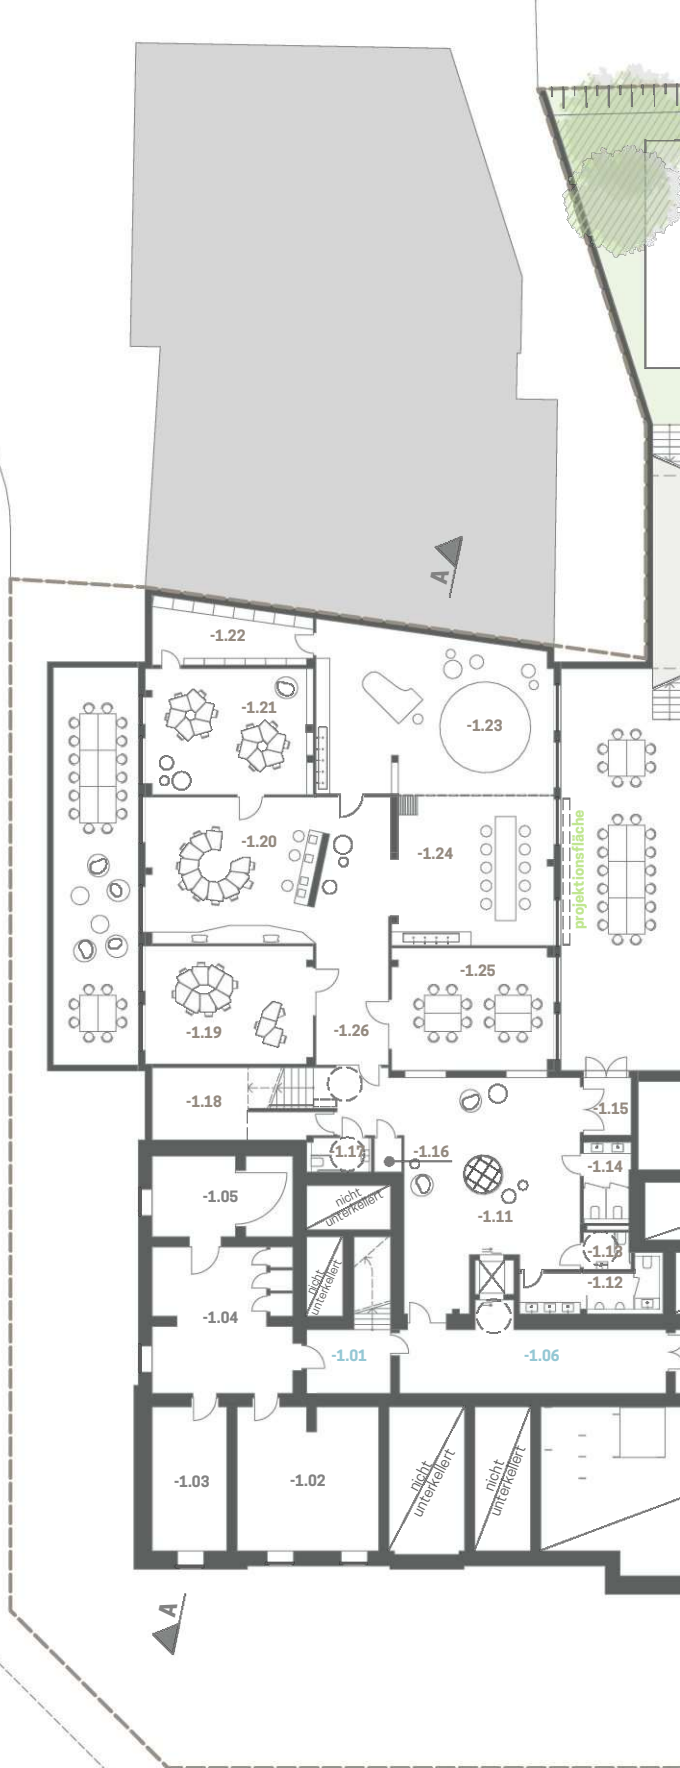 A
-1.22
-1.21
-1.23
-1.20
-1.24
projektionsfläche
-1.25
-1.19
-1.26
-1.18
-1.15
-1.17
-1.16
-1.14
-1.05
nicht
unterkellert
-1.11
-1.13
nicht
unterkellert
-1.12
-1.04
-1.01
-1.06
-1.03
-1.02
nicht
unterkellert
nicht
unterkellert
A